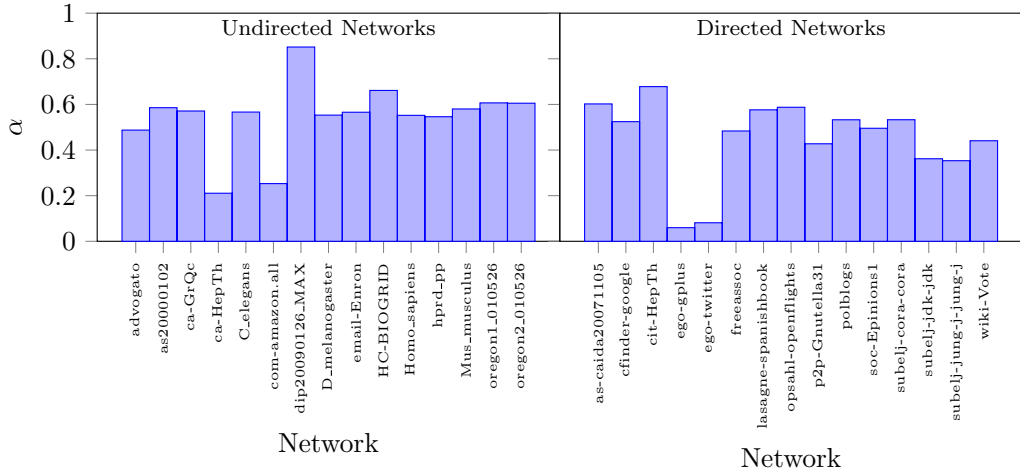 Undirected Networks
Directed Networks
1
0.8
0.6
0.4
0.2
0
α
advogato
as20000102
ca-GrQc
ca-HepTh
C_elegans
com-amazon.all
dip20090126_MAX
D_melanogaster
email-Enron
HC-BIOGRID
Homo_sapiens
hprd_pp
Mus_musculus
oregon1_010526
oregon2_010526
as-caida20071105
cfinder-google
cit-HepTh
ego-gplus
ego-twitter
freeassoc
lasagne-spanishbook
opsahl-openflights
p2p-Gnutella31
polblogs
soc-Epinions1
subelj-cora-cora
subelj-jdk-jdk
subelj-jung-j-jung-j
wiki-Vote
Network
Network